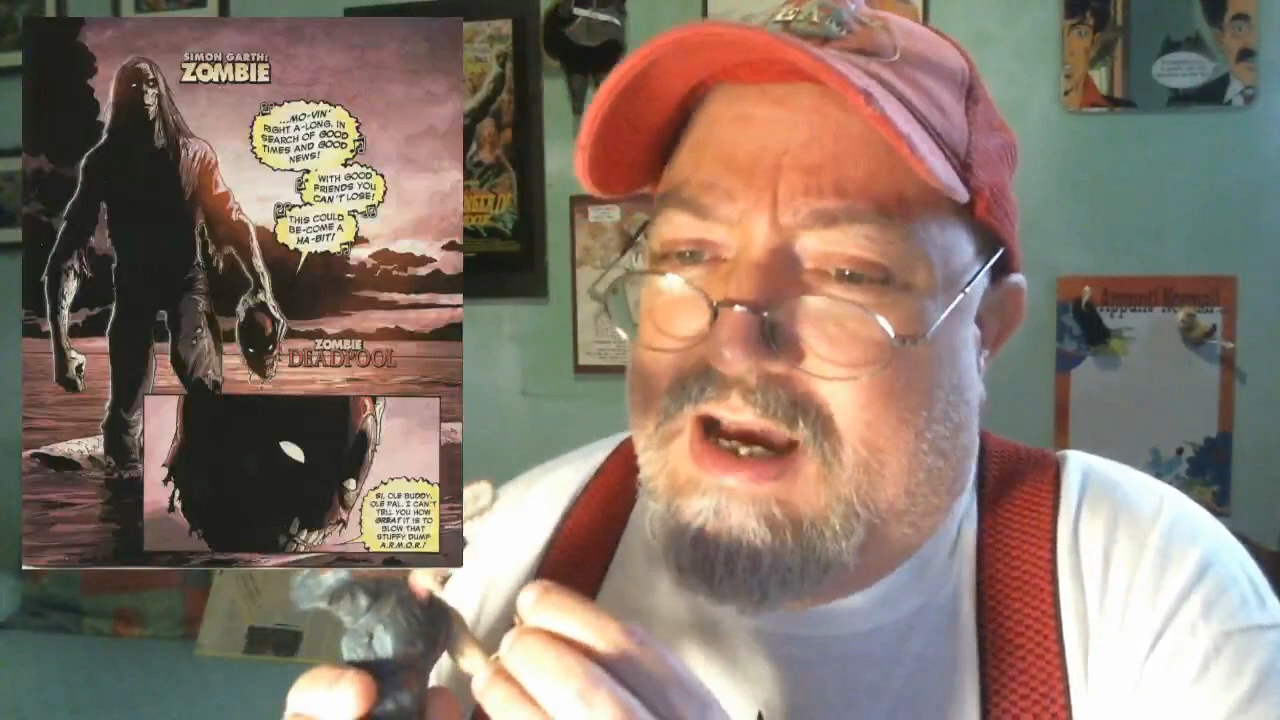 SIMON GARTH:
ZOMBIE
...MO-VIN'
RIGHT A-LONG. IN
SEARCH OF GOOD
TIMES AND GOOD
NEWS!
WITH GOOD
FRIENDS YOU
CAN'T LOSE!
THIS COULD
BE-COME A
HA-BIT!
ZOMBIE
DEADPOOL
SI, OLE BUDDY,
OLE PAL, I CAN'T
TELL YOU HOW
GREAT IT IS TO
BLOW THAT
STUFFY DUMP
A.R.M.O.R.!
Appunti Normali